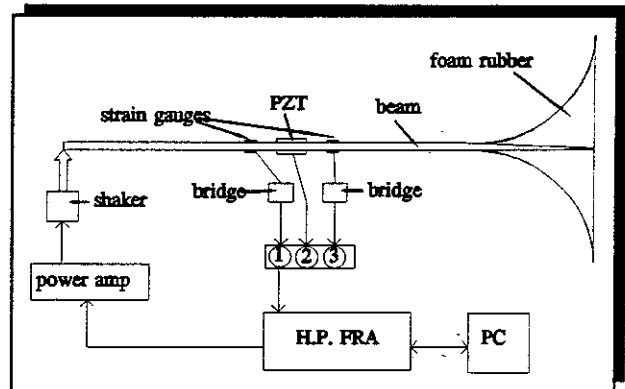 foam rubber
PZT
beam
strain gauges
bridge
bridge
shaker
1 2 3
power amp
H.P. FRA
PC